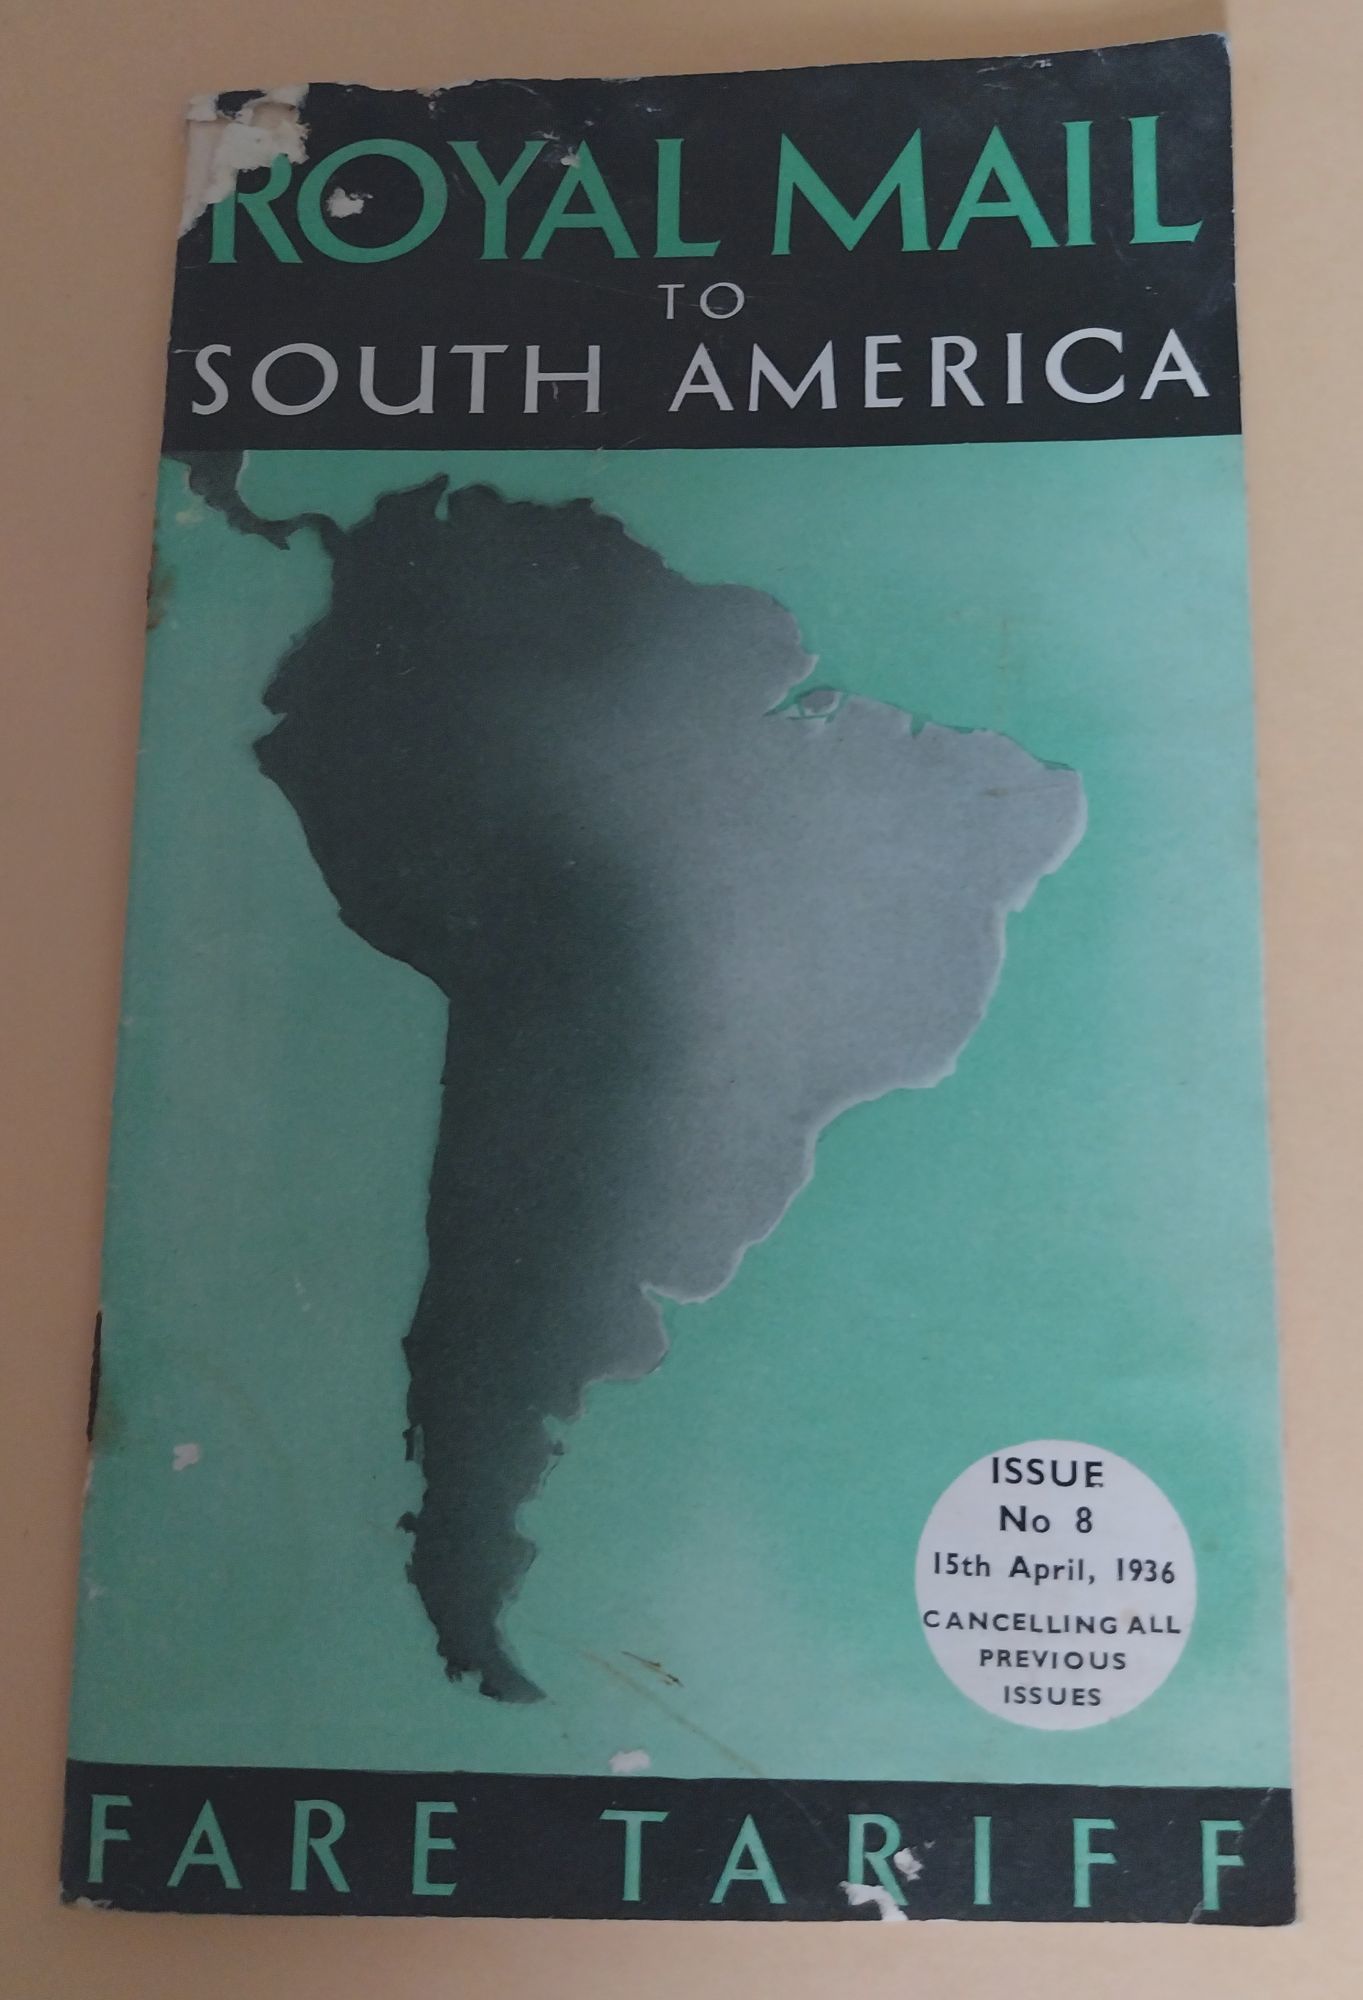 ROYAL MAIL
TO
SOUTH AMERICA
ISSUE
No 8
15th April, 1936
CANCELLING ALL
PREVIOUS
ISSUES
FARE TARIFF